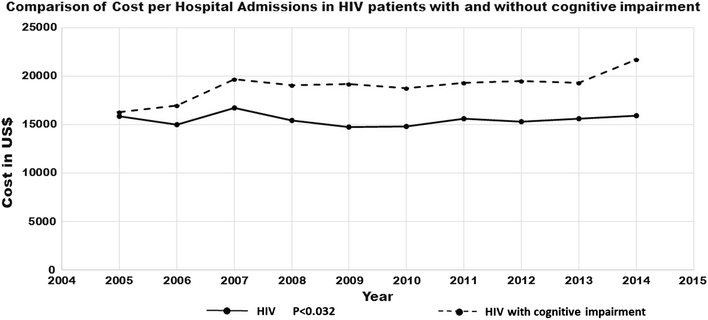 Comparison of Cost per Hospital Admissions in HIV patients with and without cognitive impairment
25000
20000
15000
10000
5000
0
Cost in US$
2004 2005 2006 2007 2008 2009 2010 2011 2012 2013 2014 2015
Year
HIV P<0.032 HIV with cognitive impairment